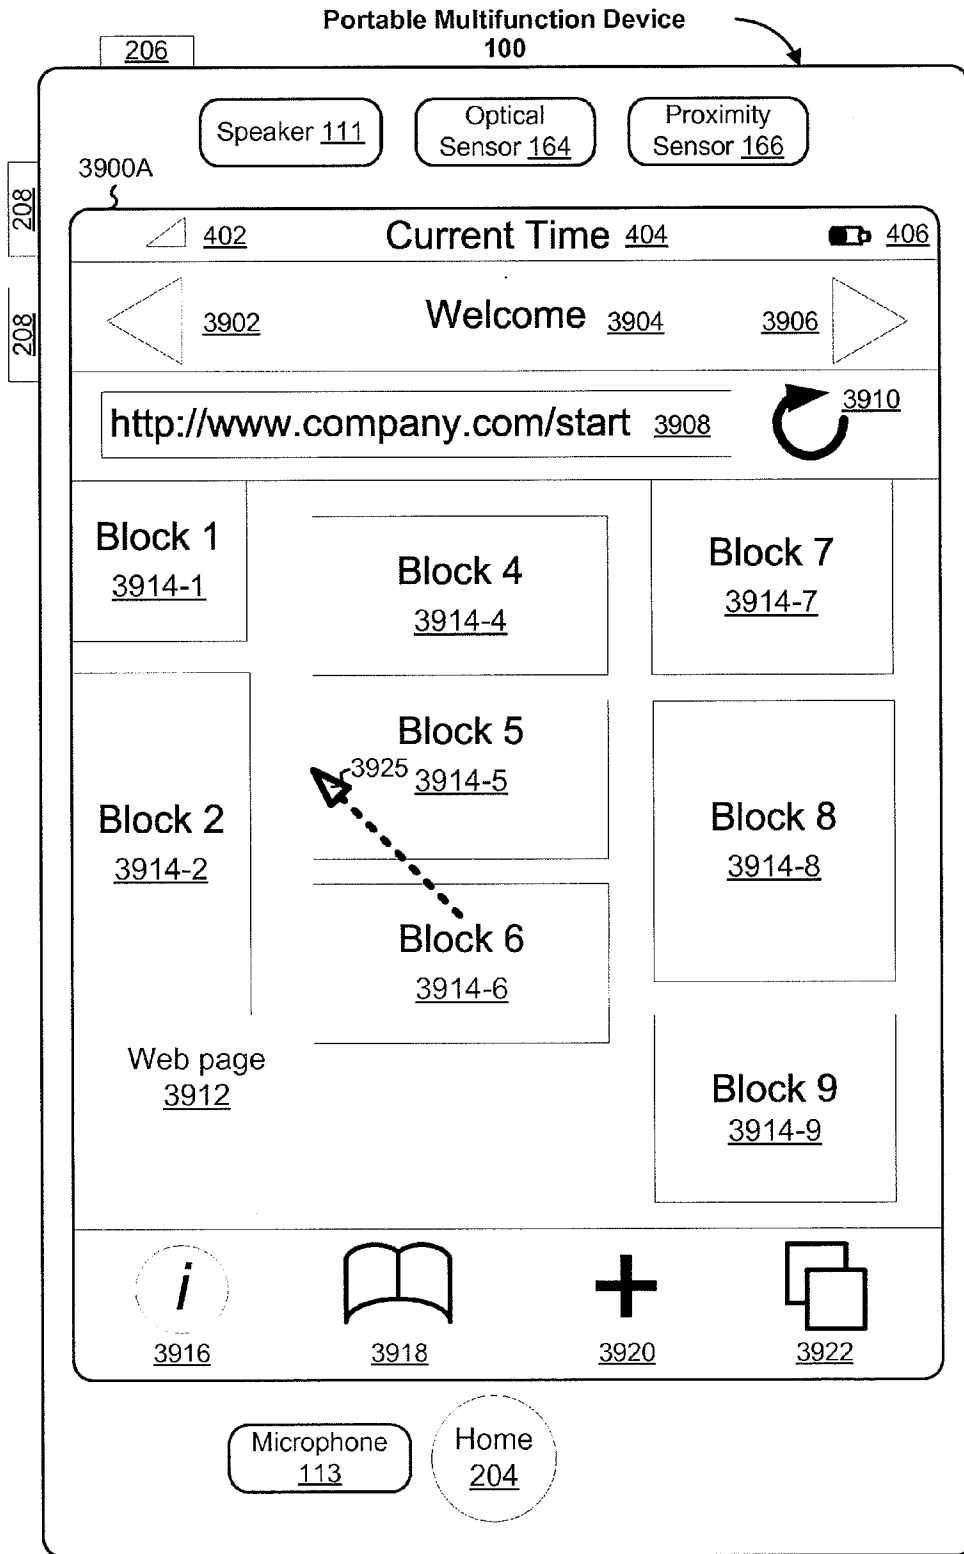 Portable Multifunction Device
100
206
Speaker 111
Optical
Sensor 164
Proximity
Sensor 166
3900A
208
208
402
Current Time 404
406
3902
Welcome 3904
3906
http://www.company.com/start 3908
3910
Block 1
3914-1
Block 4
3914-4
Block 7
3914-7
Block 2
3914-2
Block 5
3914-5
3925
Block 8
3914-8
Block 6
3914-6
Web page
3912
Block 9
3914-9
i
3916
3918
3920
3922
Microphone
113
Home
204